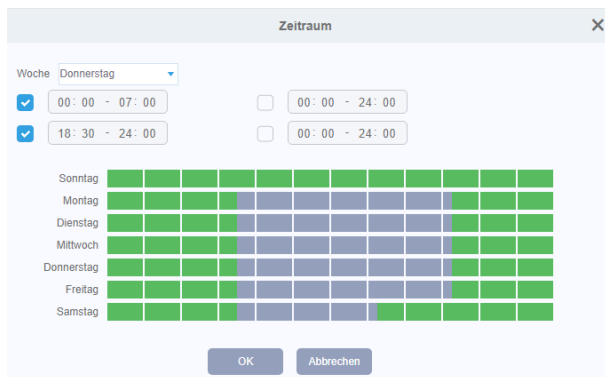 Zeitraum
Woche Donnerstag
00: 00 - 07: 00 00: 00 - 24: 00
18: 30 - 24: 00 00: 00 - 24: 00
Sonntag
Montag
Dienstag
Mittwoch
Donnerstag
Freitag
Samstag
OK Abbrechen